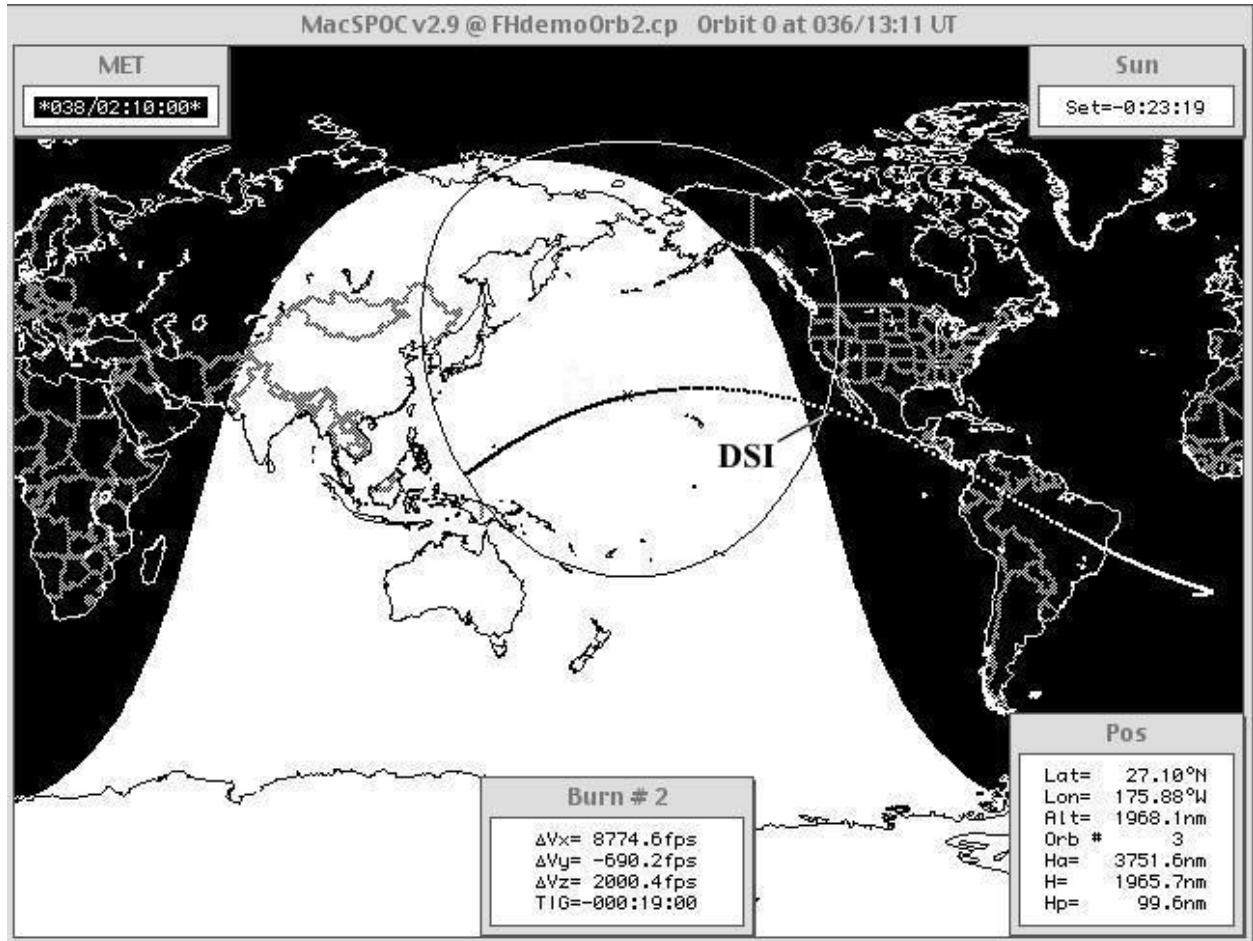 MacSPOC v2.9 @ FHdemoOrb2.cp Orbit 0 at 036/13:11 UT
MET
*038/02:10:00*
Sun
Set=-0:23:19
DSI
Burn # 2
ΔVx= 8774.6fps
ΔVy= -690.2fps
ΔVz= 2000.4fps
TIG=-000:19:00
Pos
Lat= 27.10°N
Lon= 175.88°W
Alt= 1968.1nm
Orb # 3
Ha= 3751.6nm
H= 1965.7nm
Hp= 99.6nm